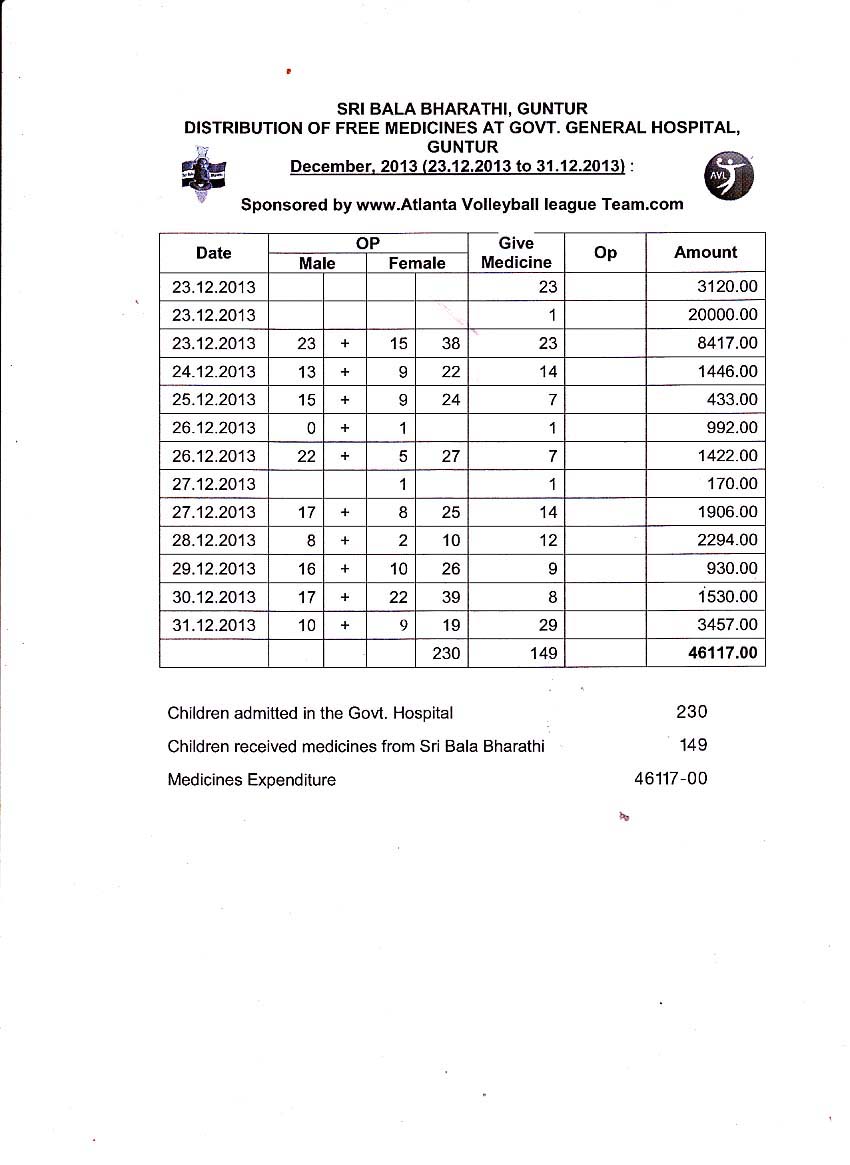 SRI BALA BHARATHI, GUNTUR
DISTRIBUTION OF FREE MEDICINES AT GOVT. GENERAL HOSPITAL,
GUNTUR
December, 2013 (23.12.2013 to 31.12.2013) :
AVL
Sponsored by www.Atlanta Volleyball league Team.com
Date OP Give Medicine Op Amount
Male Female
23.12.2013 23 3120.00
23.12.2013 1 20000.00
23.12.2013 23 + 15 38 23 8417.00
24.12.2013 13 + 9 22 14 1446.00
25.12.2013 15 + 9 24 7 433.00
26.12.2013 0 + 1 1 992.00
26.12.2013 22 + 5 27 7 1422.00
27.12.2013 1 1 170.00
27.12.2013 17 + 8 25 14 1906.00
28.12.2013 8 + 2 10 12 2294.00
29.12.2013 16 + 10 26 9 930.00
30.12.2013 17 + 22 39 8 1530.00
31.12.2013 10 + 9 19 29 3457.00
230 149 46117.00
Children admitted in the Govt. Hospital 230
Children received medicines from Sri Bala Bharathi 149
Medicines Expenditure 46117-00